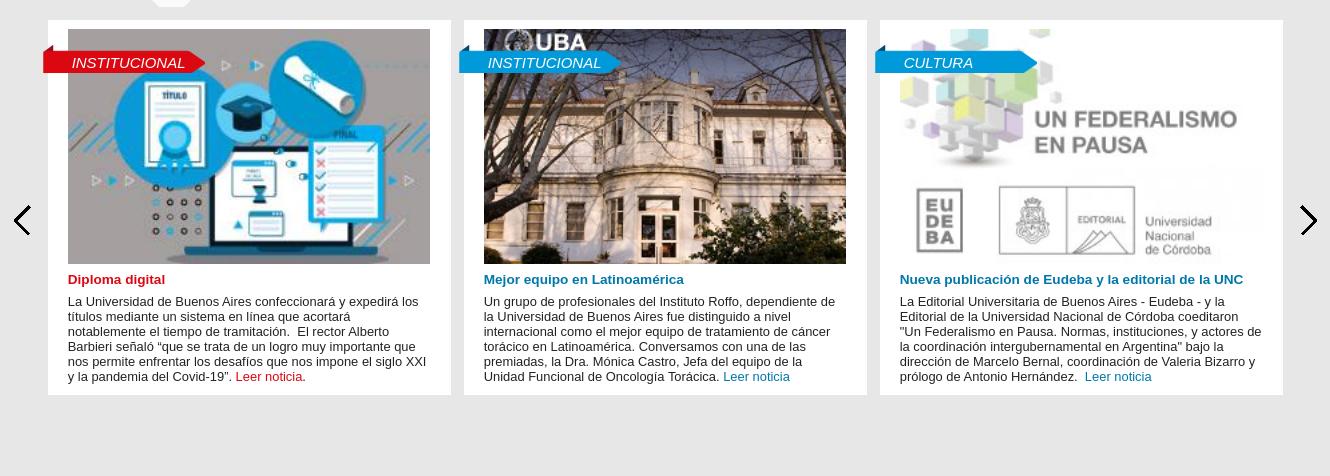 INSTITUCIONAL
TÍTULO
FINAL
Diploma digital
La Universidad de Buenos Aires confeccionará y expedirá los
títulos mediante un sistema en línea que acortará
notablemente el tiempo de tramitación.  El rector Alberto
Barbieri señaló “que se trata de un logro muy importante que
nos permite enfrentar los desafíos que nos impone el siglo XXI
y la pandemia del Covid-19”. Leer noticia.
UBA
INSTITUCIONAL
Mejor equipo en Latinoamérica
Un grupo de profesionales del Instituto Roffo, dependiente de
la Universidad de Buenos Aires fue distinguido a nivel
internacional como el mejor equipo de tratamiento de cáncer
torácico en Latinoamérica. Conversamos con una de las
premiadas, la Dra. Mónica Castro, Jefa del equipo de la
Unidad Funcional de Oncología Torácica. Leer noticia
CULTURA
UN FEDERALISMO
EN PAUSA
EU
DE
BA
EDITORIAL
Universidad
Nacional
de Córdoba
Nueva publicación de Eudeba y la editorial de la UNC
La Editorial Universitaria de Buenos Aires - Eudeba - y la
Editorial de la Universidad Nacional de Córdoba coeditaron
"Un Federalismo en Pausa. Normas, instituciones, y actores de
la coordinación intergubernamental en Argentina" bajo la
dirección de Marcelo Bernal, coordinación de Valeria Bizarro y
prólogo de Antonio Hernández.  Leer noticia